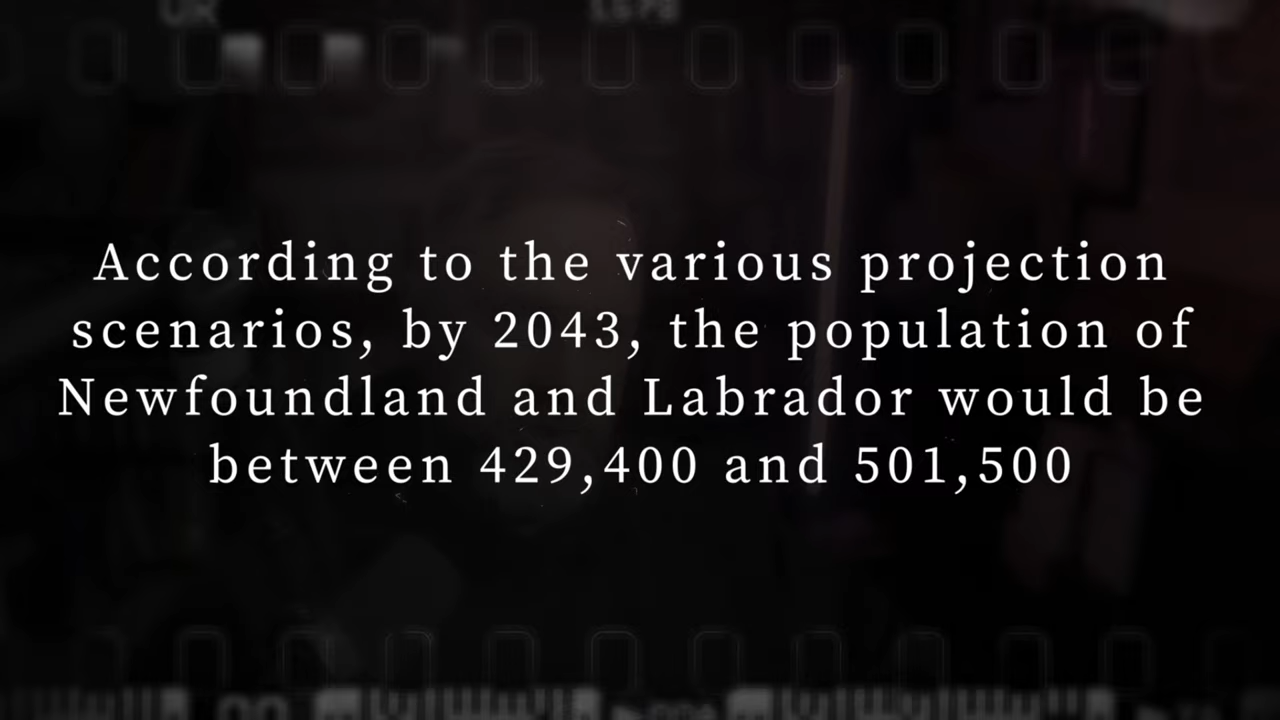 According to the various projection
scenarios, by 2043, the population of
Newfoundland and Labrador would be
between 429,400 and 501,500